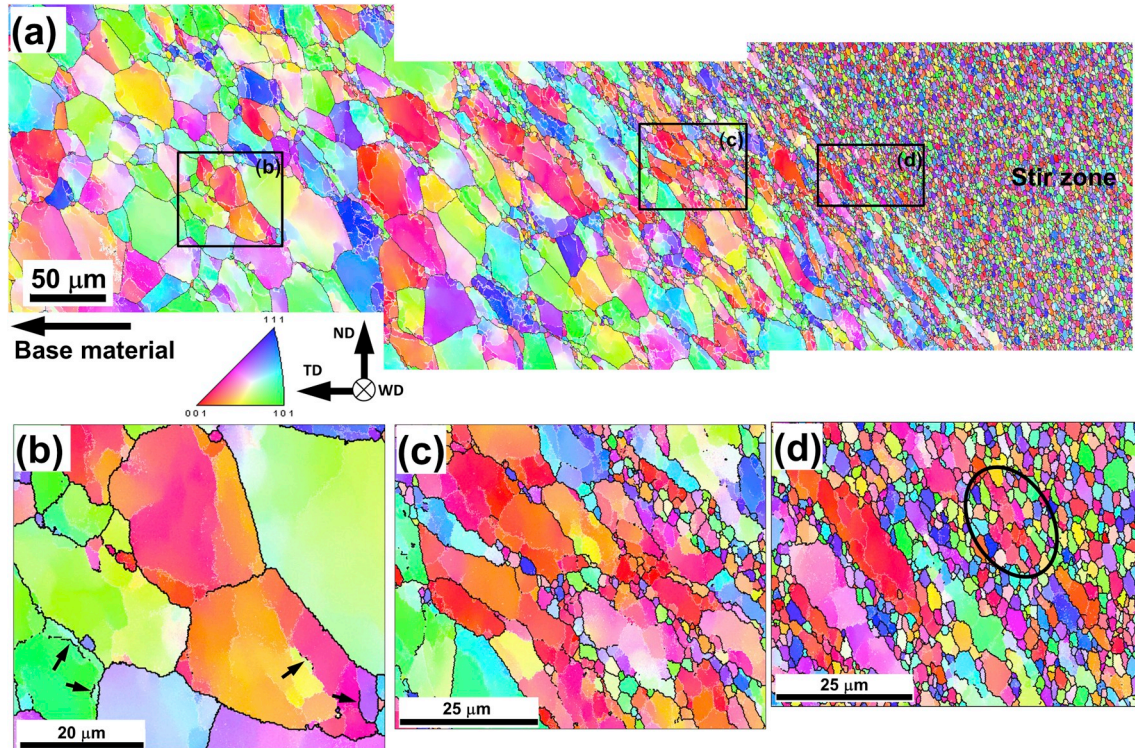 (a)
(b)
(c)
(d)
Stir zone
50 μm
Base material
111
001
101
ND
TD
WD
(b)
20 μm
(c)
25 μm
(d)
25 μm